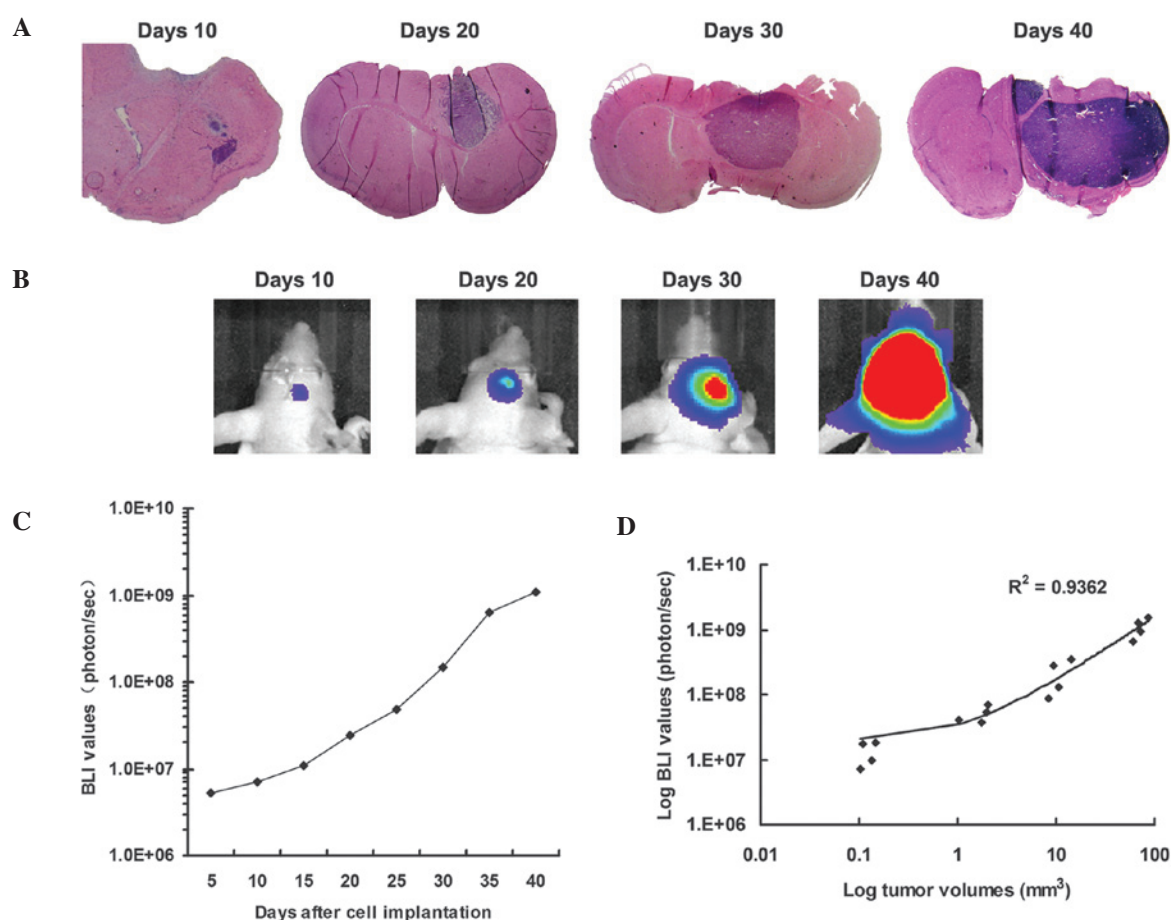 A
Days 10 Days 20 Days 30 Days 40
B
Days 10 Days 20 Days 30 Days 40
C
BLI values (photon/sec)
1.0E+10
1.0E+09
1.0E+08
1.0E+07
1.0E+06
5 10 15 20 25 30 35 40
Days after cell implantation
D
Log BLI values (photon/sec)
1.E+10
1.E+09
1.E+08
1.E+07
1.E+06
R² = 0.9362
0.01 0.1 1 10 100
Log tumor volumes (mm³)